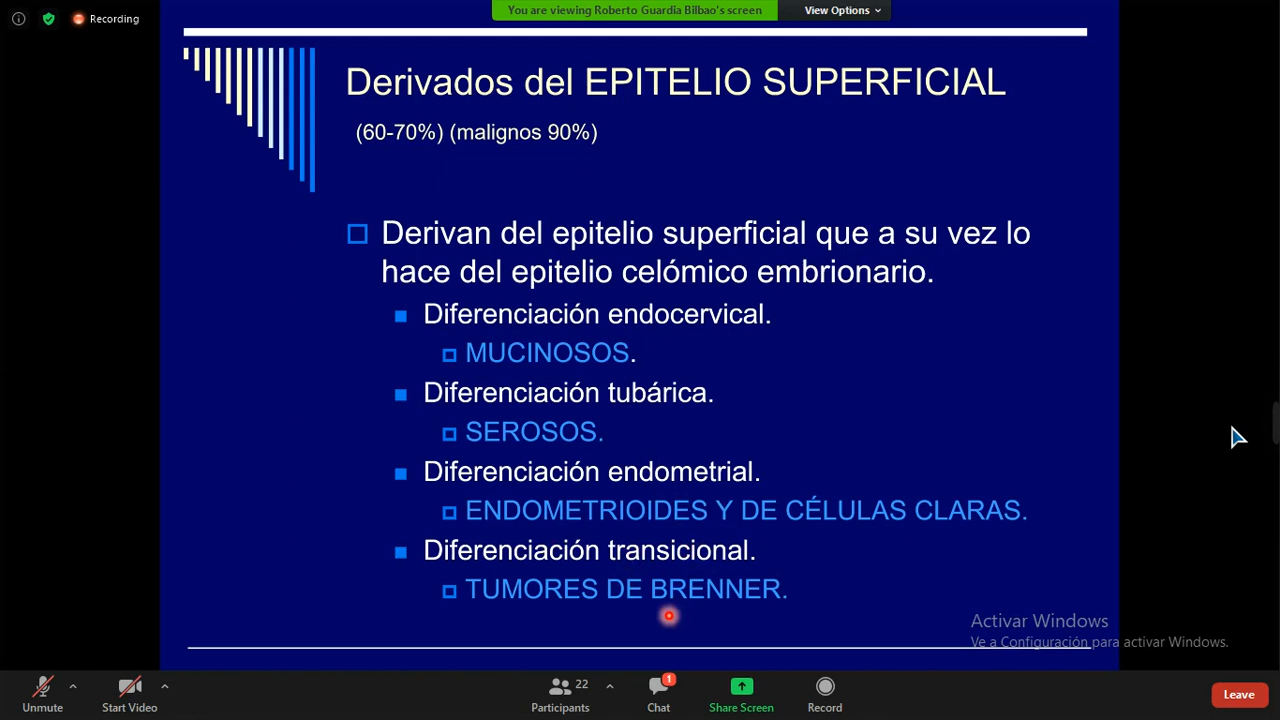 Recording
You are viewing Roberto Guardia Bilbao's screen
View Options
Derivados del EPITELIO SUPERFICIAL
(60-70%) (malignos 90%)
Derivan del epitelio superficial que a su vez lo
hace del epitelio celómico embrionario.
Diferenciación endocervical.
MUCINOSOS.
Diferenciación tubárica.
SEROSOS.
Diferenciación endometrial.
ENDOMETRIOIDES Y DE CÉLULAS CLARAS.
Diferenciación transicional.
TUMORES DE BRENNER.
Activar Windows
Ve a Configuración para activar Windows.
Unmute
Start Video
22
Participants
1
Chat
Share Screen
Record
Leave